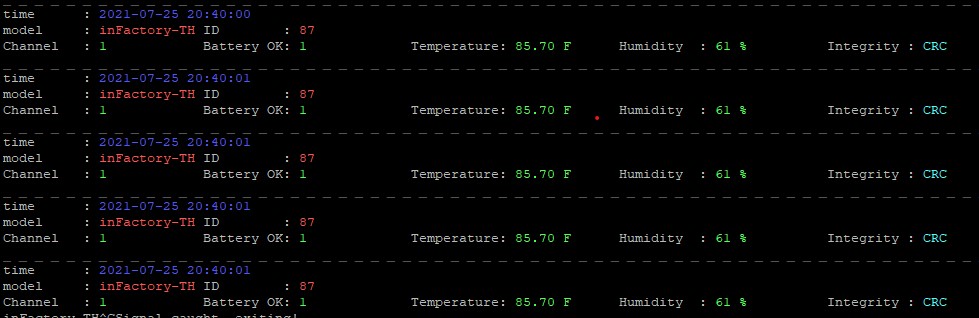 time : 2021-07-25 20:40:00
model : inFactory-TH ID : 87
Channel : 1 Battery OK: 1 Temperature: 85.70 F Humidity : 61 % Integrity : CRC
time : 2021-07-25 20:40:01
model : inFactory-TH ID : 87
Channel : 1 Battery OK: 1 Temperature: 85.70 F Humidity : 61 % Integrity : CRC
time : 2021-07-25 20:40:01
model : inFactory-TH ID : 87
Channel : 1 Battery OK: 1 Temperature: 85.70 F Humidity : 61 % Integrity : CRC
time : 2021-07-25 20:40:01
model : inFactory-TH ID : 87
Channel : 1 Battery OK: 1 Temperature: 85.70 F Humidity : 61 % Integrity : CRC
time : 2021-07-25 20:40:01
model : inFactory-TH ID : 87
Channel : 1 Battery OK: 1 Temperature: 85.70 F Humidity : 61 % Integrity : CRC
inFactory-TH^CSignal caught, exiting!